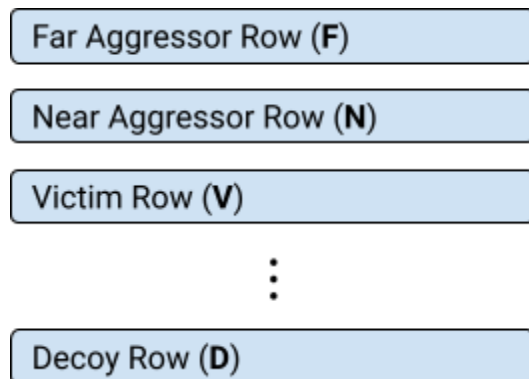 Far Aggressor Row (F)
Near Aggressor Row (N)
Victim Row (V)
Decoy Row (D)